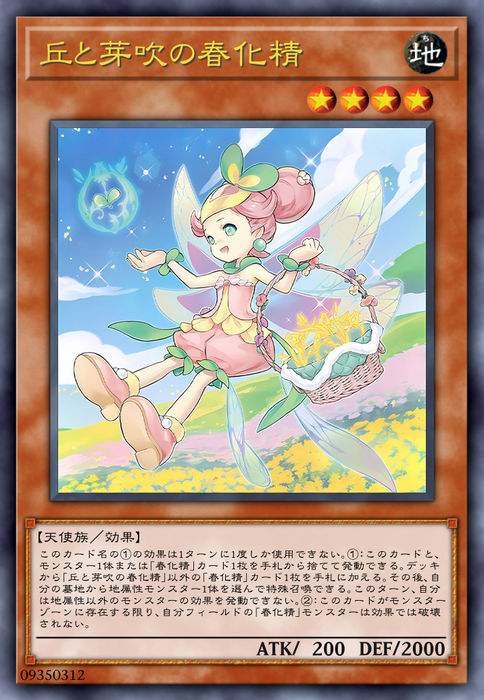 丘と芽吹の春化精
ち
地
【天使族／効果】
このカード名の①の効果は1ターンに1度しか使用できない。①：このカードと、
モンスター1体または「春化精」カード1枚を手札から捨てて発動できる。デッキ
から「丘と芽吹の春化精」以外の「春化精」カード1枚を手札に加える。その後、自
分の墓地から地属性モンスター1体を選んで特殊召喚できる。このターン、自分
は地属性以外のモンスターの効果を発動できない。②：このカードがモンスター
ゾーンに存在する限り、自分フィールドの「春化精」モンスターは効果では破壊
されない。
ATK/ 200 DEF/2000
09350312